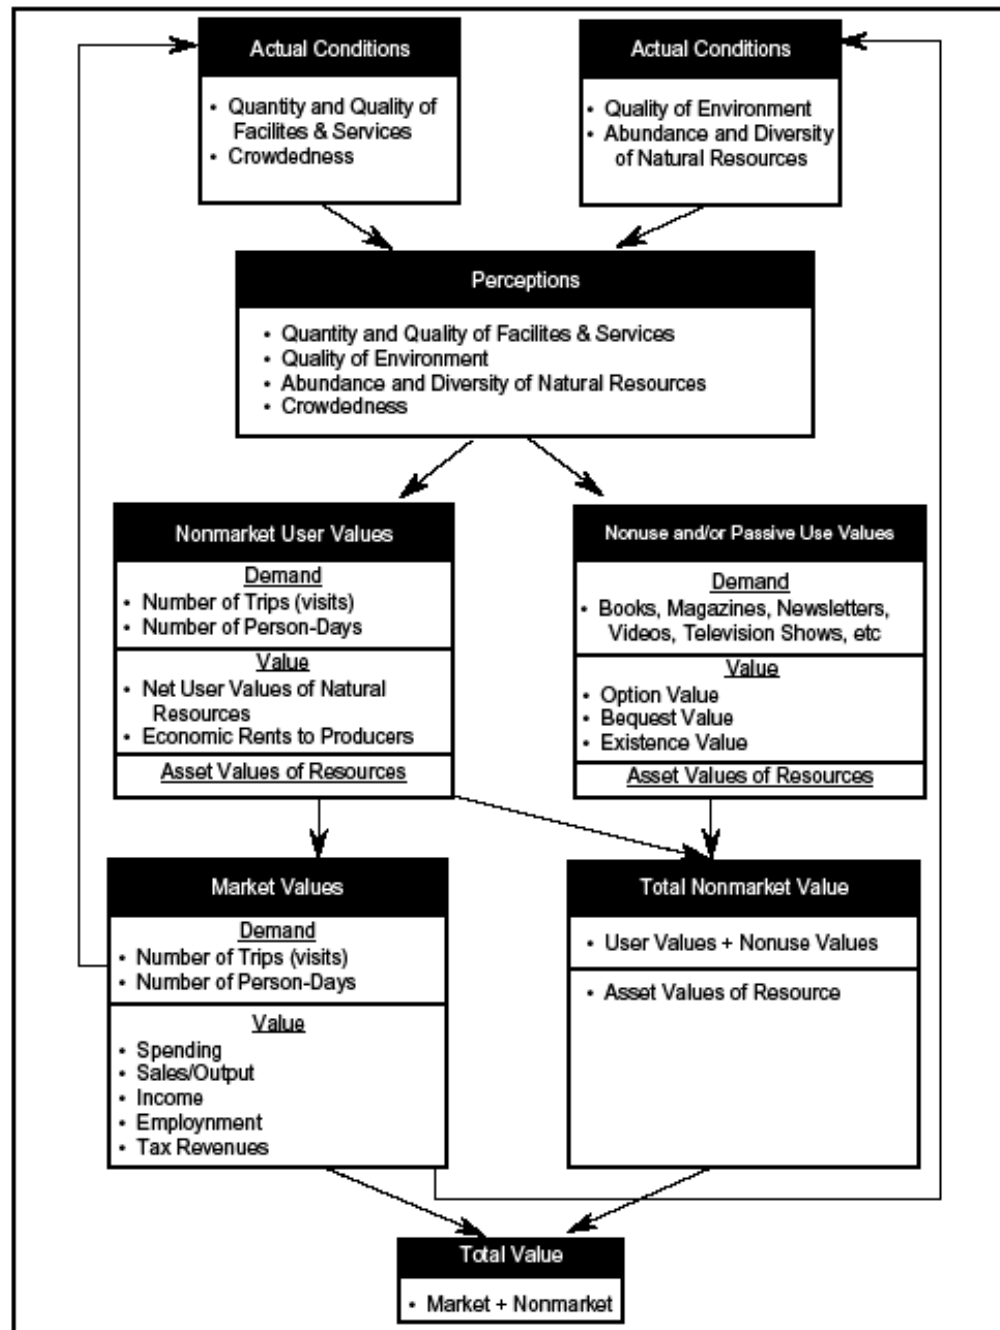 Actual Conditions
• Quantity and Quality of
Facilites & Services
• Crowdedness
Actual Conditions
• Quality of Environment
• Abundance and Diversity
of Natural Resources
Perceptions
• Quantity and Quality of Facilites & Services
• Quality of Environment
• Abundance and Diversity of Natural Resources
• Crowdedness
Nonmarket User Values
Demand
• Number of Trips (visits)
• Number of Person-Days
Value
• Net User Values of Natural
Resources
• Economic Rents to Producers
Asset Values of Resources
Nonuse and/or Passive Use Values
Demand
• Books, Magazines, Newsletters,
Videos, Television Shows, etc
Value
• Option Value
• Bequest Value
• Existence Value
Asset Values of Resources
Market Values
Demand
• Number of Trips (visits)
• Number of Person-Days
Value
• Spending
• Sales/Output
• Income
• Employnment
• Tax Revenues
Total Nonmarket Value
• User Values + Nonuse Values
• Asset Values of Resource
Total Value
• Market + Nonmarket